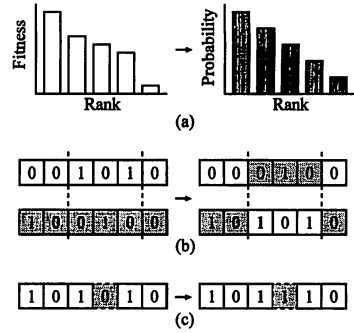 Fitness
Rank
Probability
Rank
(a)
0 0 1 0 1 0
0 0 0 1 0 0
1 0 0 1 0 0
1 0 1 0 1 0
(b)
1 0 1 0 1 0
1 0 1 1 1 0
(c)